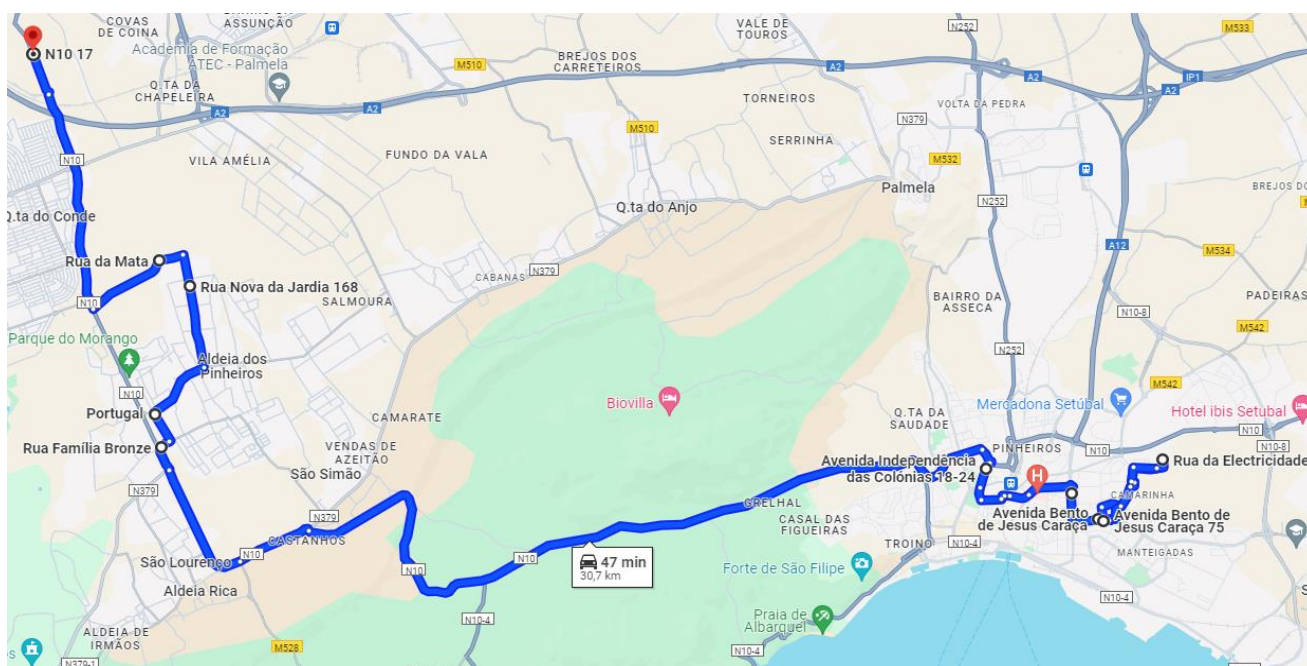 COVAS
DE COINA
BAIRRO DA
ASSUNÇÃO
VALE DE
TOUROS
N252
M533
N10 17
Academia de Formação
ATEC - Palmela
M510
BREJOS DOS
CARRETEIROS
A2
A2
IP1
A2
Q.TA DA
CHAPELEIRA
A2
A2
TORNEIROS
VOLTA DA PEDRA
N379
M510
SERRINHA
N10
VILA AMÉLIA
FUNDO DA VALA
M532
Palmela
BREJOS DO
N252
Q.ta do Conde
Q.ta do Anjo
A12
M534
Rua da Mata
CABANAS
N379
Rua Nova da Jardia 168
SALMOURA
N10
BAIRRO DA
ASSECA
PADEIRAS
N10-8
M542
Parque do Morango
Aldeia dos
Pinheiros
N252
N10
M542
Portugal
CAMARATE
Biovilla
Q.TA DA
SAUDADE
Mercadona Setúbal
Hotel ibis Setubal
N10
Rua Família Bronze
VENDAS DE
AZEITÃO
PINHEIROS
N10-8
Avenida Independência
das Colónias 18-24
Rua da Electricidade
São Simão
N379
H
CAMARINHA
N379
GRELHAL
Avenida Bento
de Jesus Caraça
Avenida Bento de
Jesus Caraça 75
CASTANHOS
CASAL DAS
FIGUEIRAS
TROINO
N10-4
MANTEIGADAS
São Lourenço
N10
N10
N10
47 min
30,7 km
Forte de São Filipe
Aldeia Rica
N10-4
N10-4
Praia de
Albarquel
ALDEIA DE
IRMÃOS
M528
N10-4
N379-1